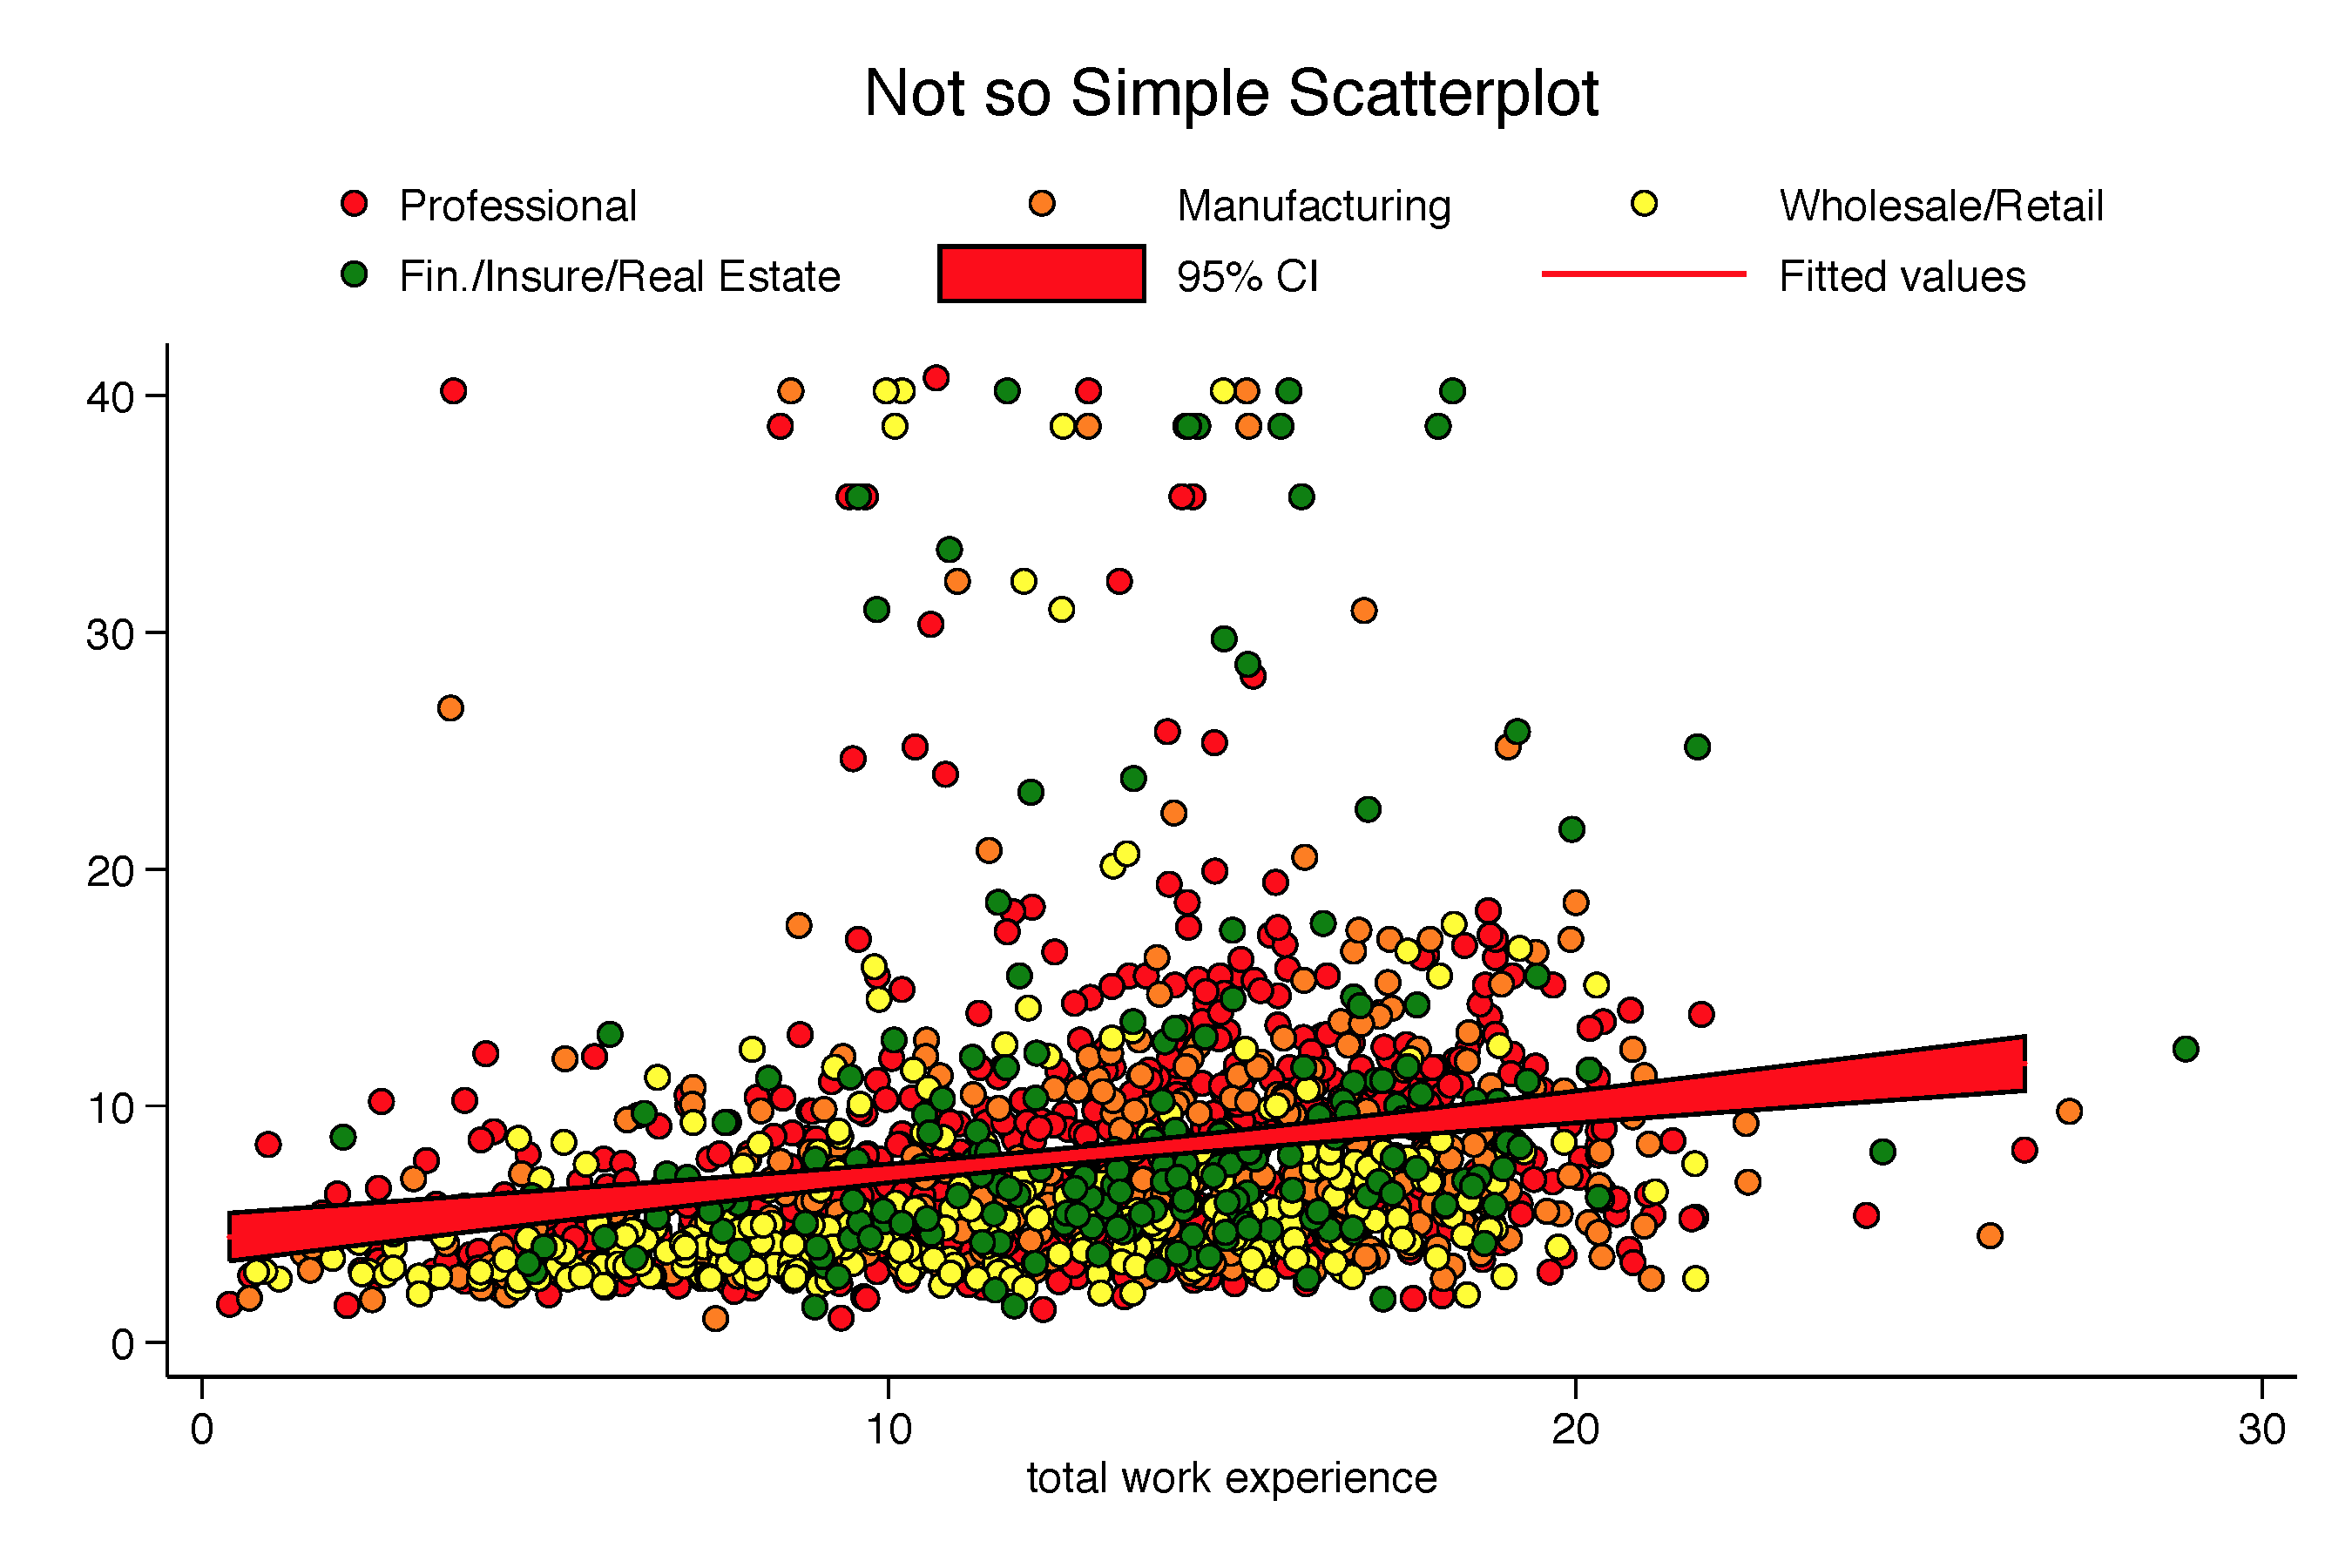 Not so Simple Scatterplot
Professional Manufacturing Wholesale/Retail
Fin./Insure/Real Estate 95% CI Fitted values
40
30
20
10
0
0 10 20 30
total work experience